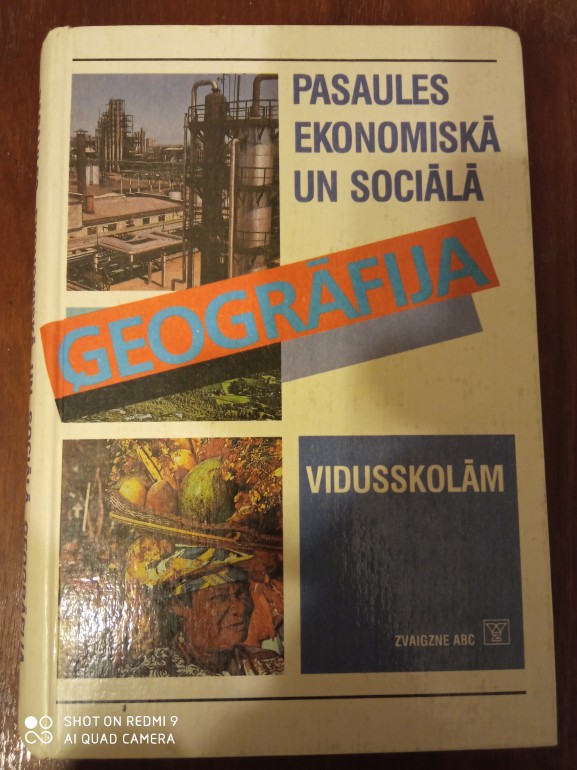 PASAULES
EKONOMISKĀ
UN SOCIĀLĀ
ĢEOGRĀFIJA
VIDUSSKOLĀM
ZVAIGZNE ABC
SHOT ON REDMI 9
AI QUAD CAMERA